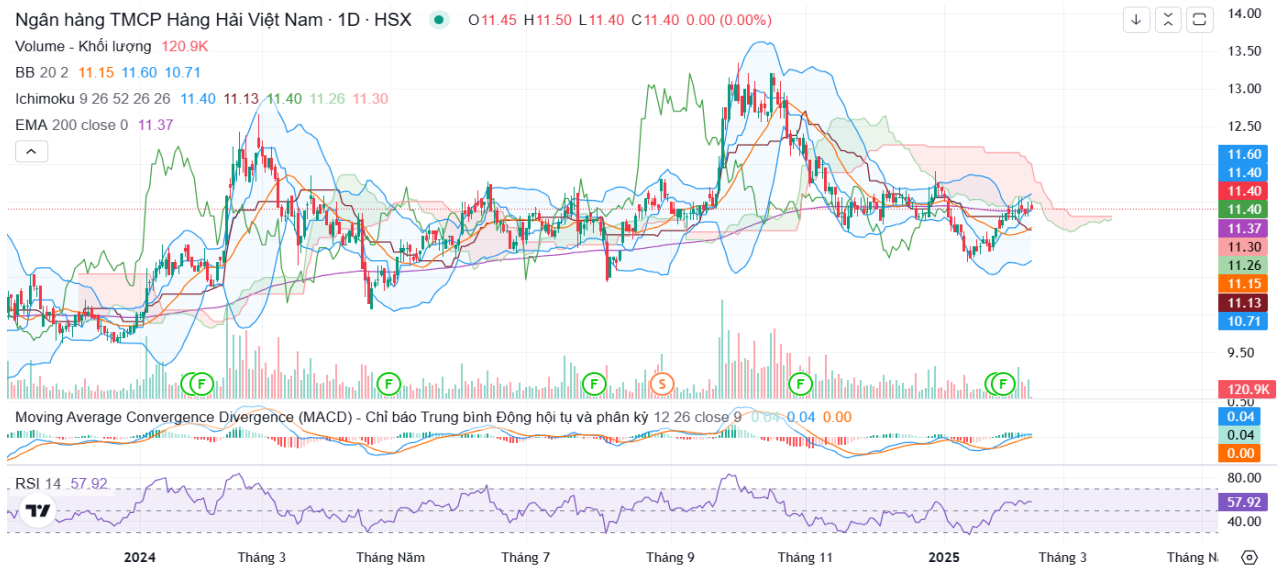 Ngân hàng TMCP Hàng Hải Việt Nam · 1D · HSX O11.45 H11.50 L11.40 C11.40 0.00 (0.00%)
Volume - Khối lượng 120.9K
BB 20 2 11.15 11.60 10.71
Ichimoku 9 26 52 26 26 11.40 11.13 11.40 11.26 11.30
EMA 200 close 0 11.37
14.00
13.50
13.00
12.50
11.60
11.40
11.40
11.40
11.37
11.30
11.26
11.15
11.13
10.71
9.50
120.9K
F F F S F F
Moving Average Convergence Divergence (MACD) - Chỉ báo Trung bình Động hội tụ và phân kỳ 12 26 close 9 0.04 0.04 0.00
0.50
0.04
0.04
0.00
RSI 14 57.92
80.00
57.92
40.00
2024 Tháng 3 Tháng Năm Tháng 7 Tháng 9 Tháng 11 2025 Tháng 3 Tháng